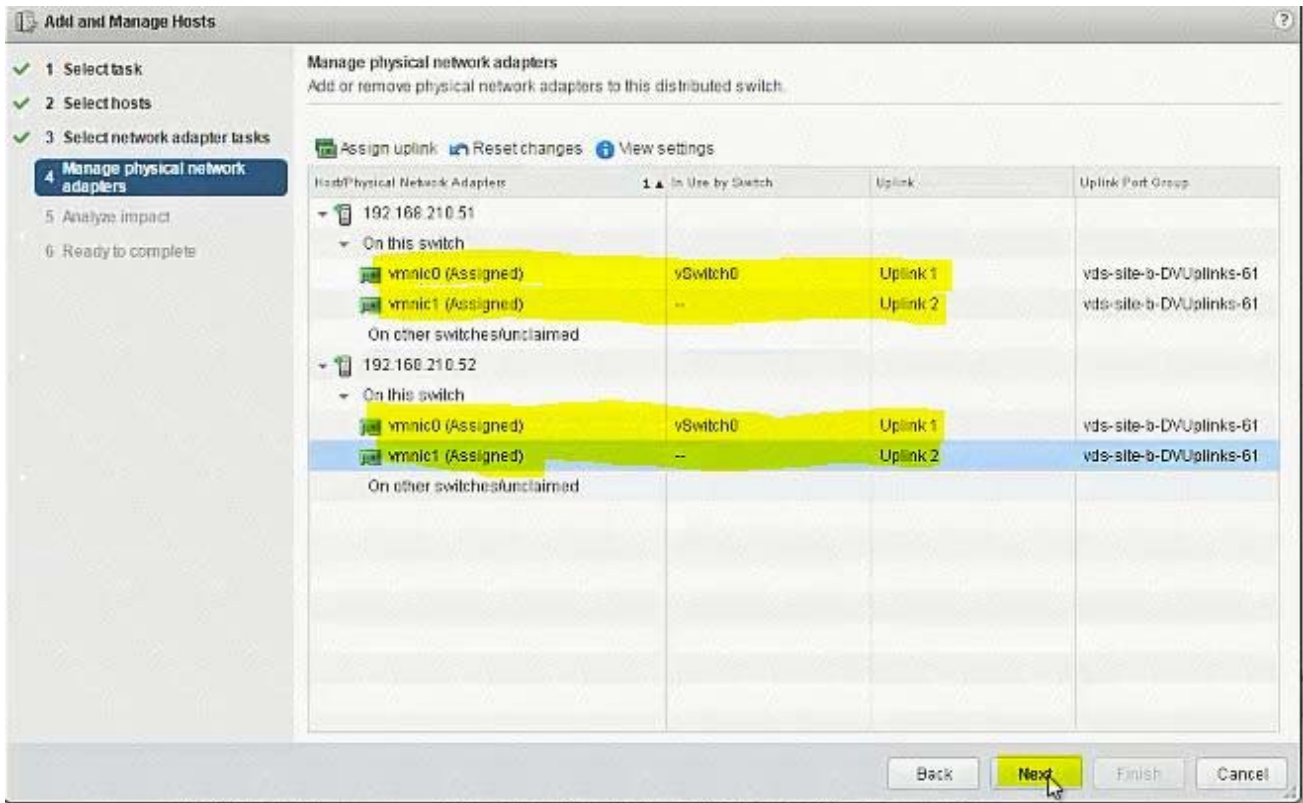 Add and Manage Hosts
?
1 Select task
2 Select hosts
3 Select network adapter tasks
4 Manage physical network
adapters
5 Analyze impact
6 Ready to complete
Manage physical network adapters
Add or remove physical network adapters to this distributed switch.
Assign uplink Reset changes View settings
Host/Physical Network Adapters 1 ▲ In Use by Switch Uplink Uplink Port Group
192.168.210.51
On this switch
vmnic0 (Assigned) vSwitch0 Uplink 1 vds-site-b-DVUplinks-61
vmnic1 (Assigned) -- Uplink 2 vds-site-b-DVUplinks-61
On other switches/unclaimed
192.168.210.52
On this switch
vmnic0 (Assigned) vSwitch0 Uplink 1 vds-site-b-DVUplinks-61
vmnic1 (Assigned) -- Uplink 2 vds-site-b-DVUplinks-61
On other switches/unclaimed
Back Next Finish Cancel